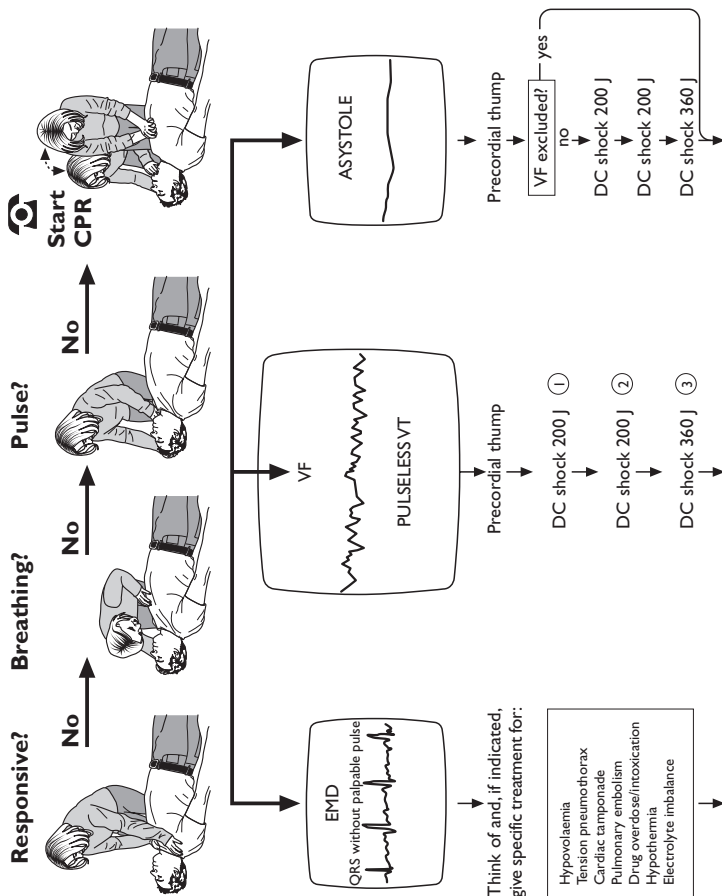 Responsive?
No
Breathing?
No
Pulse?
No
Start
CPR
EMD
QRS without palpable pulse
Think of and, if indicated,
give specific treatment for:
Hypovolaemia
Tension pneumothorax
Cardiac tamponade
Pulmonary embolism
Drug overdose/intoxication
Hypothermia
Electrolyte imbalance
VF
PULSELESS VT
Precordial thump
DC shock 200 J 1
DC shock 200 J 2
DC shock 360 J 3
ASYSTOLE
Precordial thump
VF excluded?
yes
no
DC shock 200 J
DC shock 200 J
DC shock 360 J